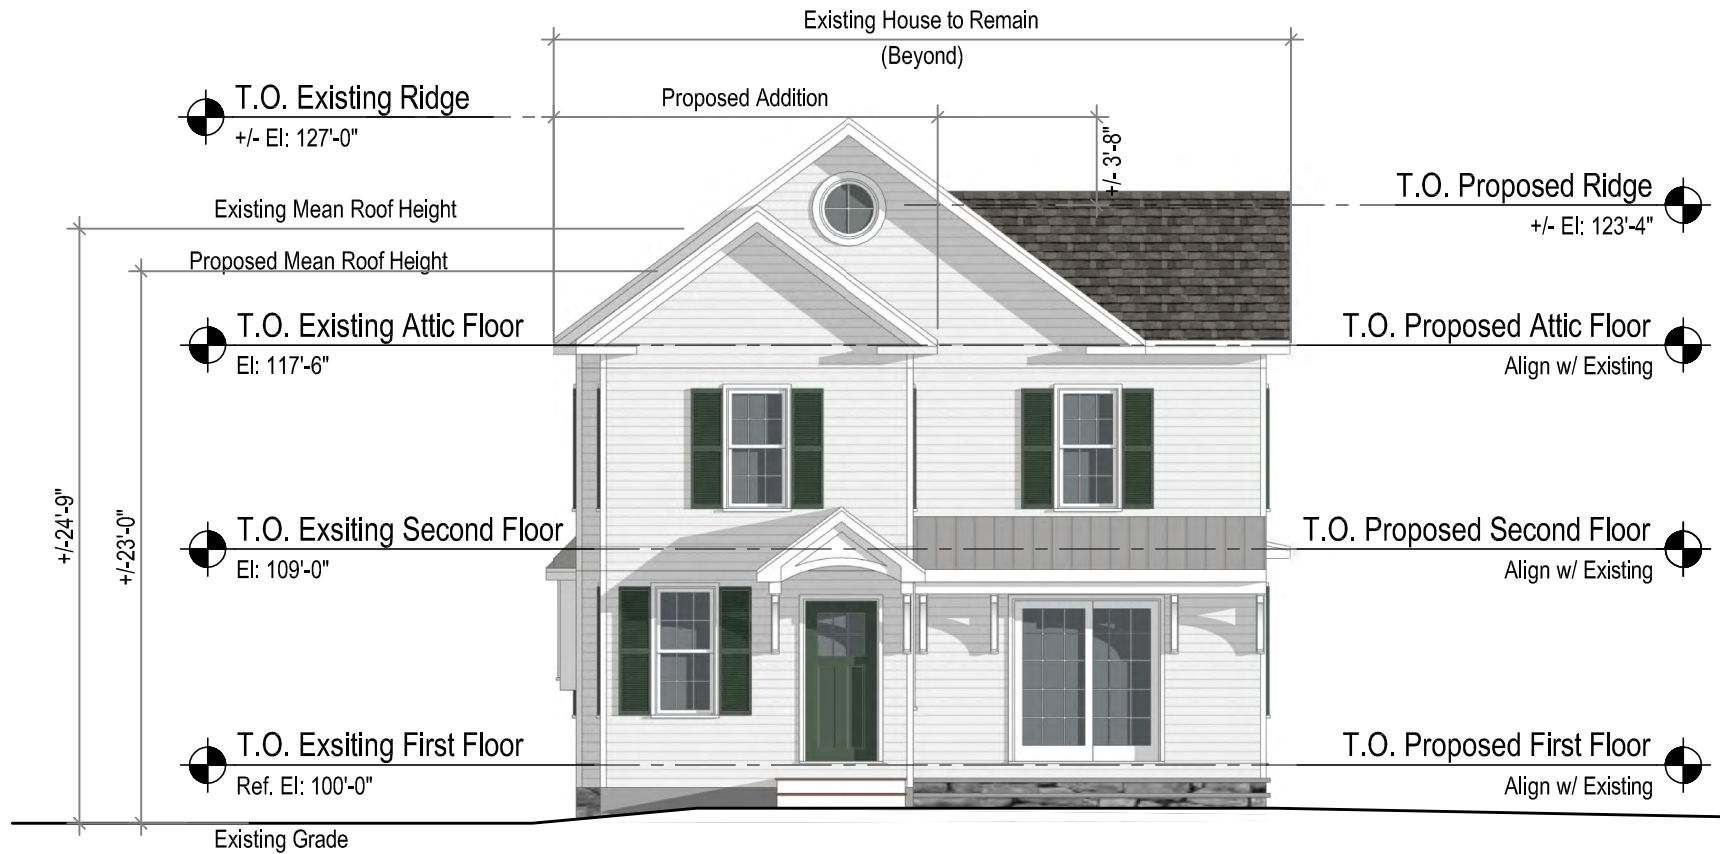 Existing House to Remain
(Beyond)
Proposed Addition
T.O. Existing Ridge
+/- El: 127'-0"
+/- 3'-8"
T.O. Proposed Ridge
+/- El: 123'-4"
Existing Mean Roof Height
Proposed Mean Roof Height
T.O. Existing Attic Floor
El: 117'-6"
T.O. Proposed Attic Floor
Align w/ Existing
+/-24'-9"
+/-23'-0"
T.O. Exsiting Second Floor
El: 109'-0"
T.O. Proposed Second Floor
Align w/ Existing
T.O. Exsiting First Floor
Ref. El: 100'-0"
T.O. Proposed First Floor
Align w/ Existing
Existing Grade